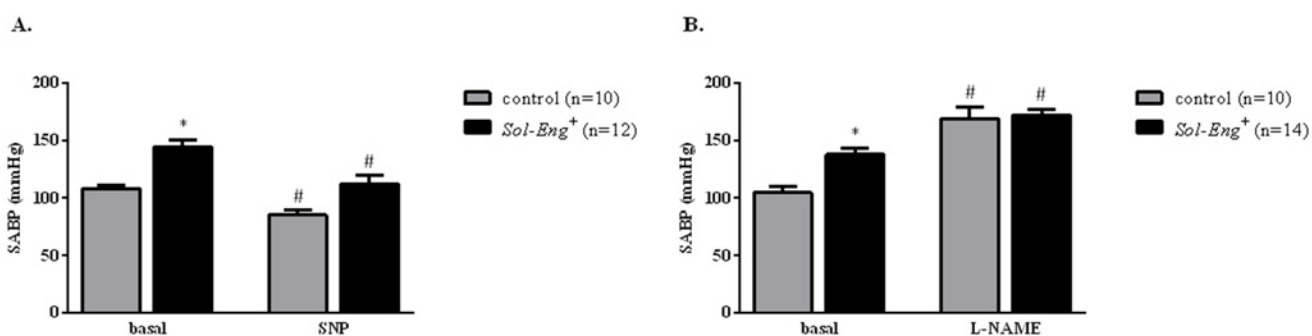 A.
200
150
100
50
0
SABP (mmHg)
*
#
#
basal
SNP
control (n=10)
Sol-Eng+ (n=12)
B.
200
150
100
50
0
SABP (mmHg)
*
#
#
basal
L-NAME
control (n=10)
Sol-Eng+ (n=14)